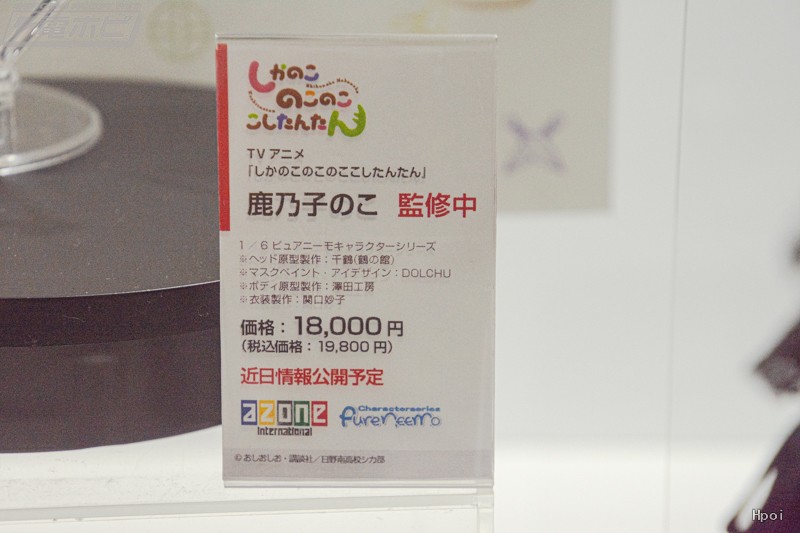 電ホビ
しかのこ
のこのこ
こしたんたん
TVアニメ
「しかのこのこのここしたんたん」
鹿乃子のこ 監修中
1／6 ピュアニーモキャラクターシリーズ
※ヘッド原型製作：千鶴(鶴の館)
※マスクペイント・アイデザイン：DOLCHU
※ボディ原型製作：澤田工房
※衣装製作：関口妙子
価格：18,000円
（税込価格：19,800円）
近日情報公開予定
azone
International
Characterseries
PureNeemo
©おしおしお・講談社／日野南高校シカ部
Hpoi